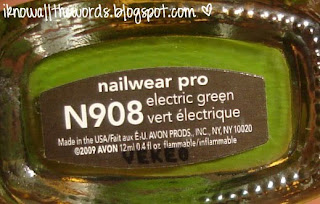 iknowallthewords.blogspot.com ♡
nailwear pro
N908 electric green
vert électrique
Made in the USA/Fait aux É.-U. AVON PRODS., INC., NY, NY 10020
©2009 AVON 12ml 0.4 fl oz flammable/inflammable
VEKE0